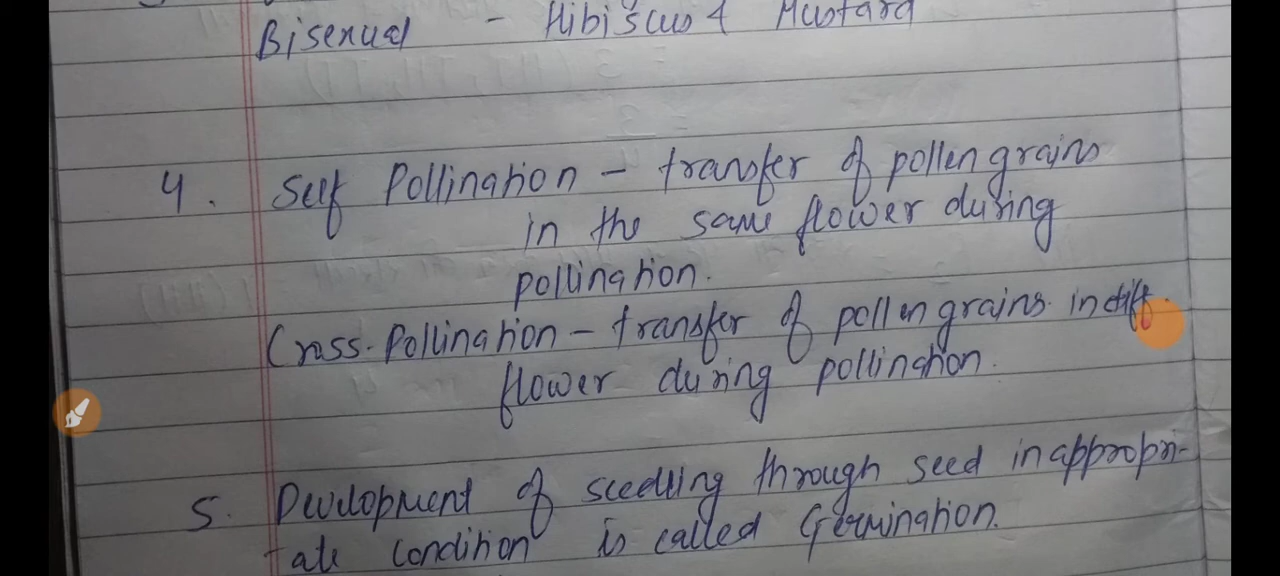 Bisexual - Hibiscus & Mustard
4. Self Pollination - transfer of pollen grains
in the same flower during
pollination.
Cross-Pollination - transfer of pollen grains in diff.
flower during pollination.
5. Development of seedling through seed in appropri-
ate condition is called Germination.